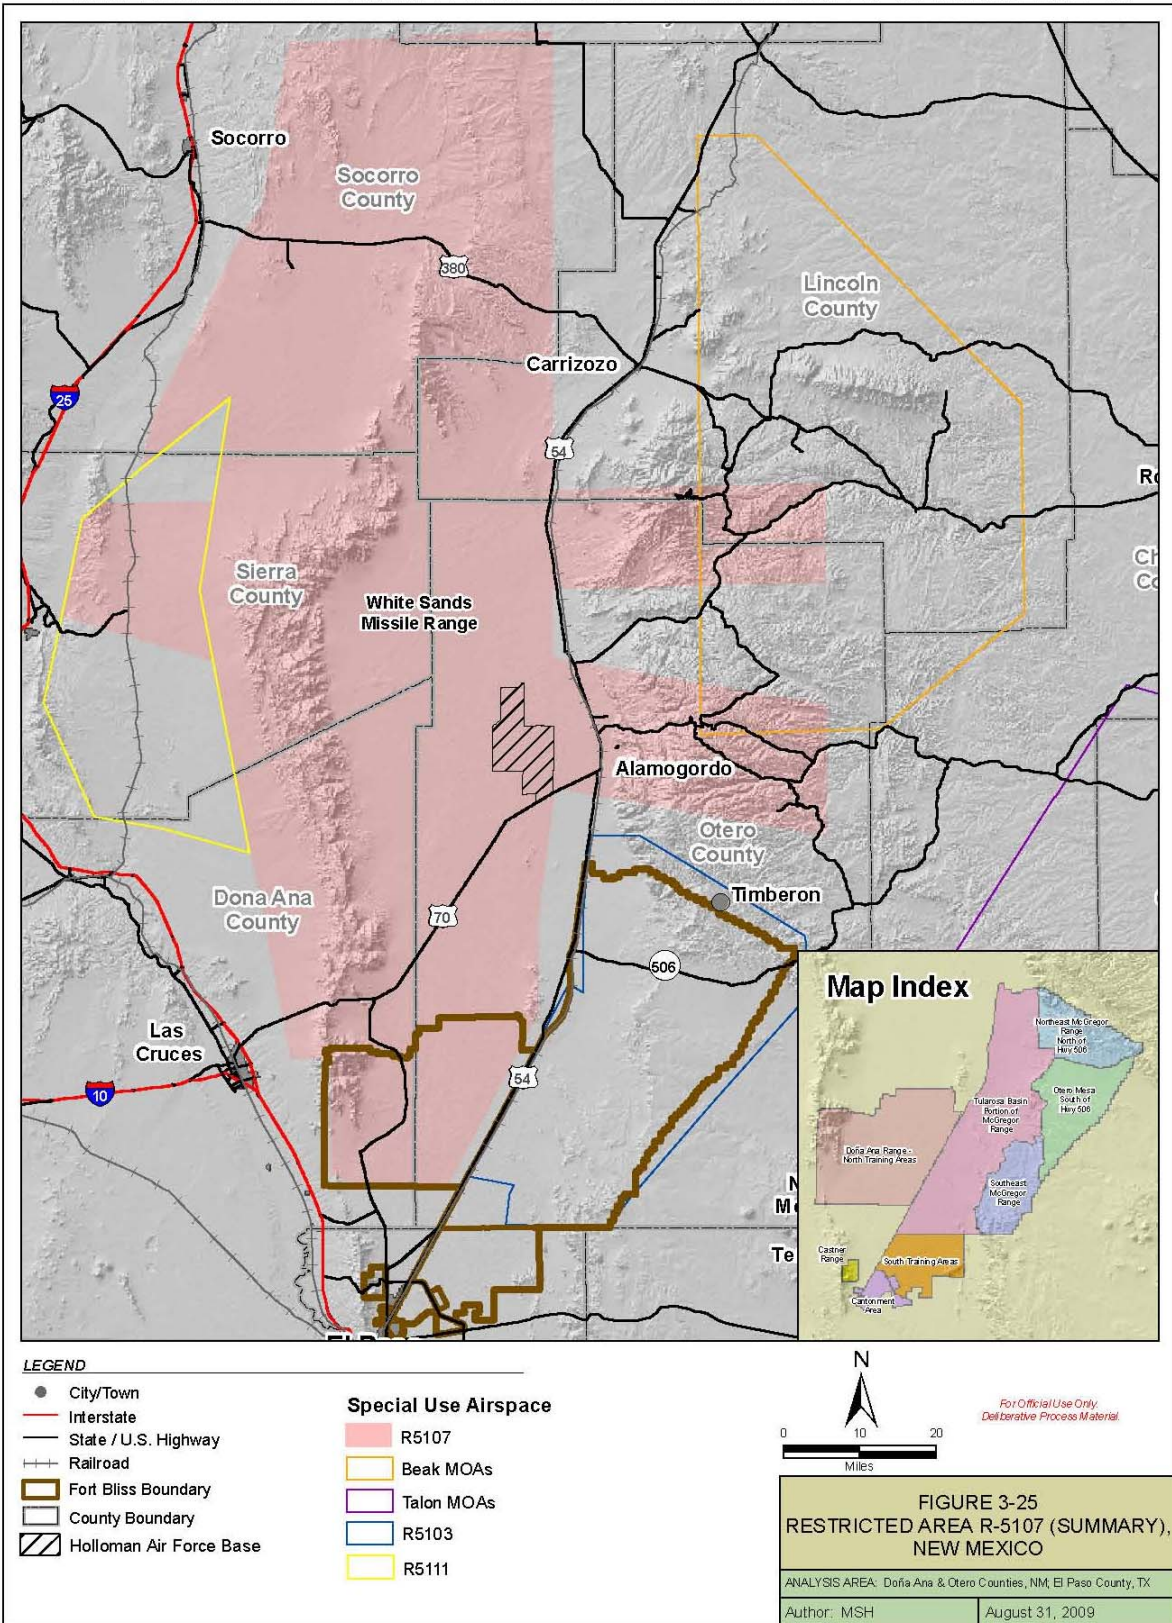 Socorro
Socorro
County
380
Lincoln
County
Carrizozo
25
54
Sierra
County
White Sands
Missile Range
Alamogordo
Otero
County
Dona Ana
County
Timberon
70
506
Las
Cruces
54
10
Map Index
Northeast McGregor
Range
North of
Hwy 506
Otero Mesa
South of
Hwy 506
Tularosa Basin
Portion of
McGregor
Range
Doña Ana Range -
North Training Areas
Southeast
McGregor
Range
Castner
Range
South Training Areas
Cantonment
Area
LEGEND
City/Town
Interstate
State / U.S. Highway
Railroad
Fort Bliss Boundary
County Boundary
Holloman Air Force Base
Special Use Airspace
R5107
Beak MOAs
Talon MOAs
R5103
R5111
N
0 10 20
Miles
For Official Use Only.
Deliberative Process Material.
FIGURE 3-25
RESTRICTED AREA R-5107 (SUMMARY),
NEW MEXICO
ANALYSIS AREA: Doña Ana & Otero Counties, NM; El Paso County, TX
Author: MSH
August 31, 2009